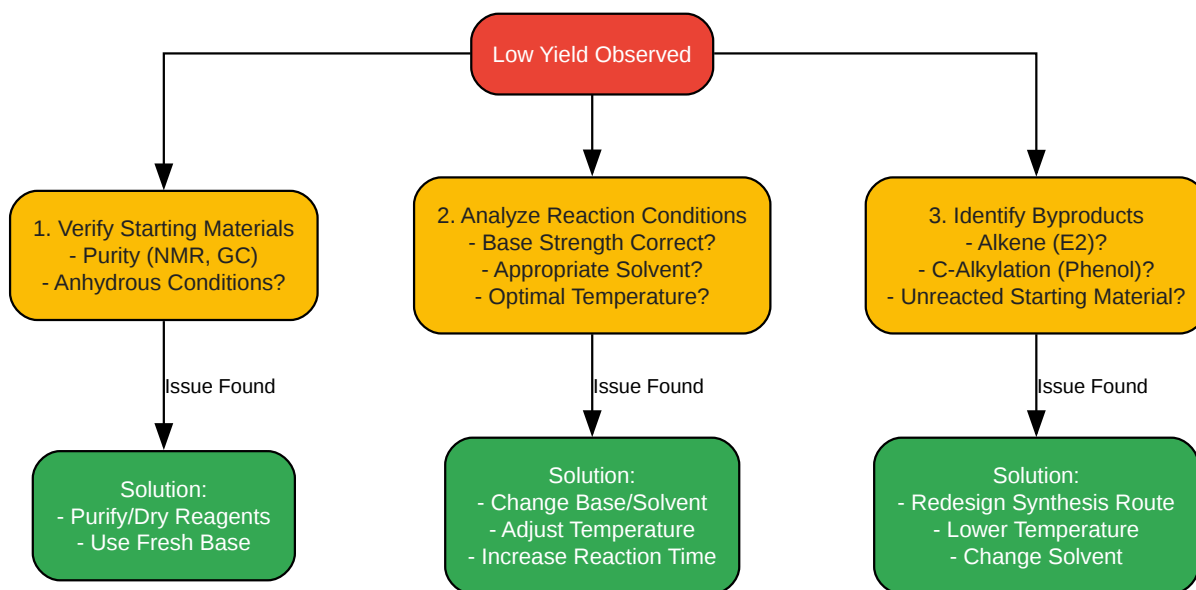 Low Yield Observed
1. Verify Starting Materials
- Purity (NMR, GC)
- Anhydrous Conditions?
2. Analyze Reaction Conditions
- Base Strength Correct?
- Appropriate Solvent?
- Optimal Temperature?
3. Identify Byproducts
- Alkene (E2)?
- C-Alkylation (Phenol)?
- Unreacted Starting Material?
Issue Found
Issue Found
Issue Found
Solution:
- Purify/Dry Reagents
- Use Fresh Base
Solution:
- Change Base/Solvent
- Adjust Temperature
- Increase Reaction Time
Solution:
- Redesign Synthesis Route
- Lower Temperature
- Change Solvent